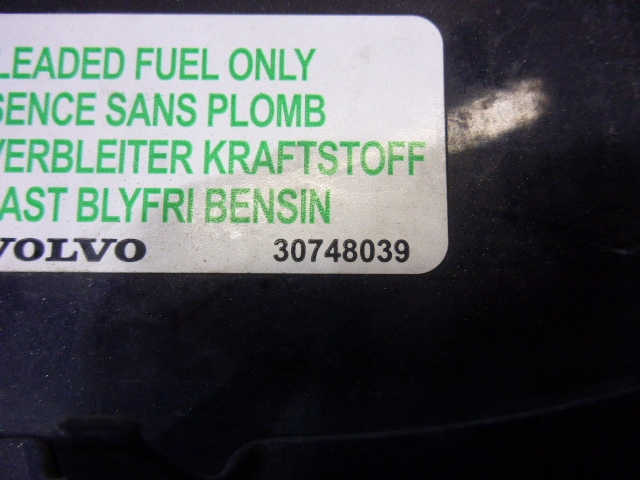 LEADED FUEL ONLY
SENCE SANS PLOMB
VERBLEITER KRAFTSTOFF
AST BLYFRI BENSIN
VOLVO 30748039